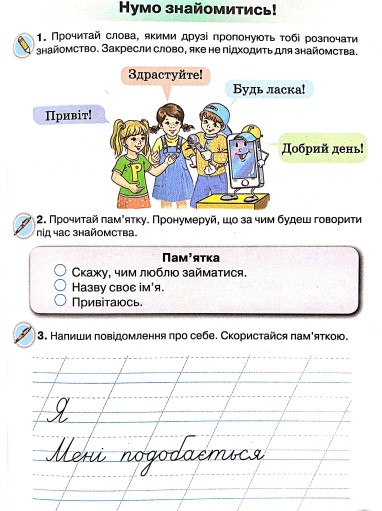 Нумо знайомитись!
1. Прочитай слова, якими друзі пропонують тобі розпочати
знайомство. Закресли слово, яке не підходить для знайомства.
Здрастуйте!
Будь ласка!
Привіт!
Добрий день!
Р
2. Прочитай пам'ятку. Пронумеруй, що за чим будеш говорити
під час знайомства.
Пам'ятка
Скажу, чим люблю займатися.
Назву своє ім'я.
Привітаюсь.
3. Напиши повідомлення про себе. Скористайся пам'яткою.
Я
Мені подобається